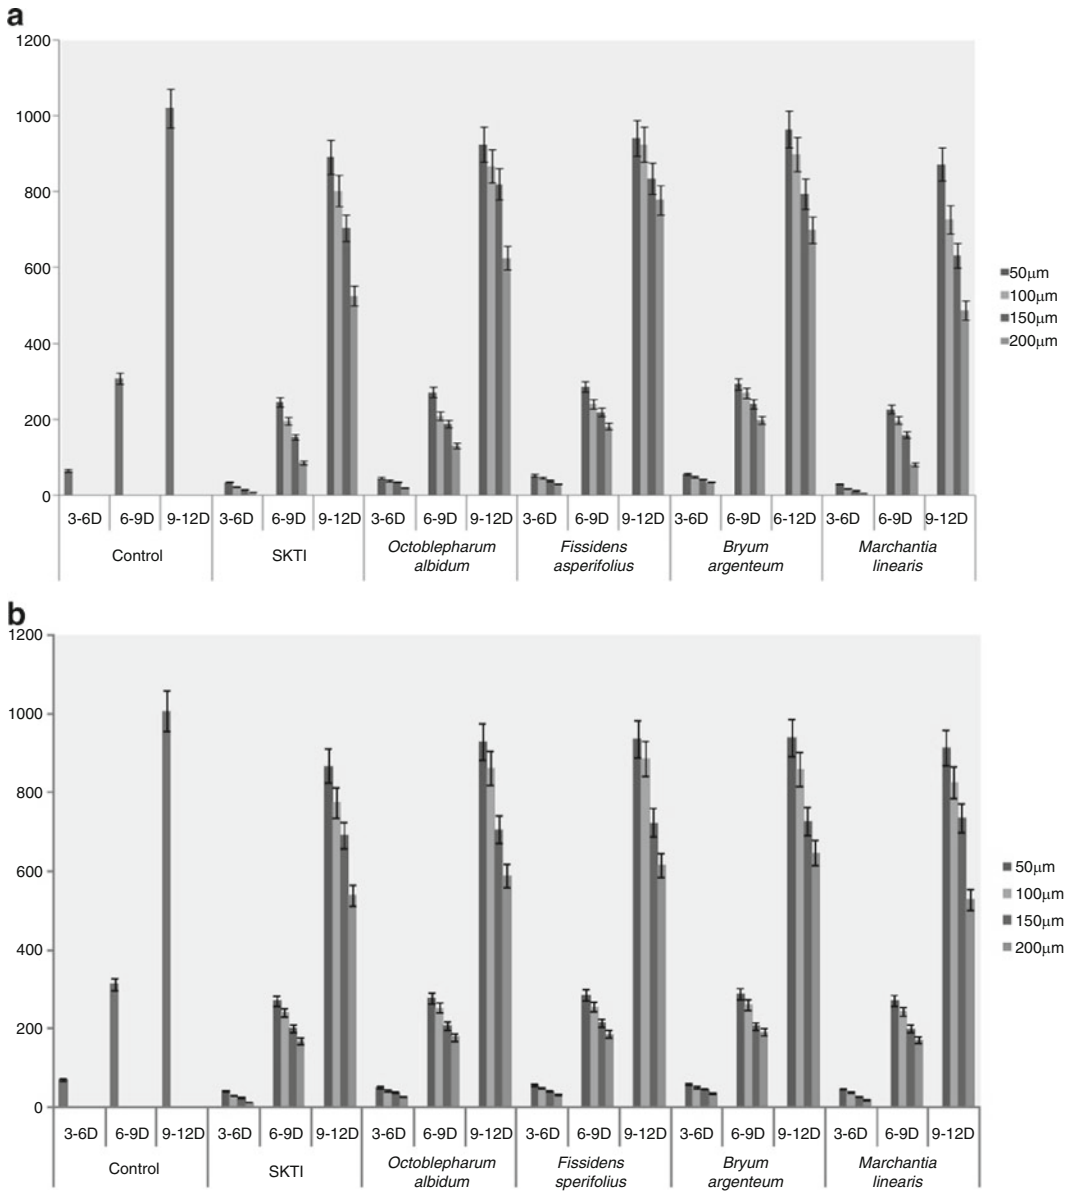 a
1200
1000
800
600
400
200
0
50μm
100μm
150μm
200μm
3-6D 6-9D 9-12D 3-6D 6-9D 9-12D 3-6D 6-9D 9-12D 3-6D 6-9D 9-12D 3-6D 6-9D 6-12D 3-6D 6-9D 9-12D
Control SKTI Octoblepharum Fissidens Bryum Marchantia
albidum asperifolius argenteum linearis
b
1200
1000
800
600
400
200
0
50μm
100μm
150μm
200μm
3-6D 6-9D 9-12D 3-6D 6-9D 9-12D 3-6D 6-9D 9-12D 3-6D 6-9D 9-12D 3-6D 6-9D 9-12D 3-6D 6-9D 9-12D
Control SKTI Octoblepharum Fissidens Bryum Marchantia
albidum sperifolius argenteum linearis